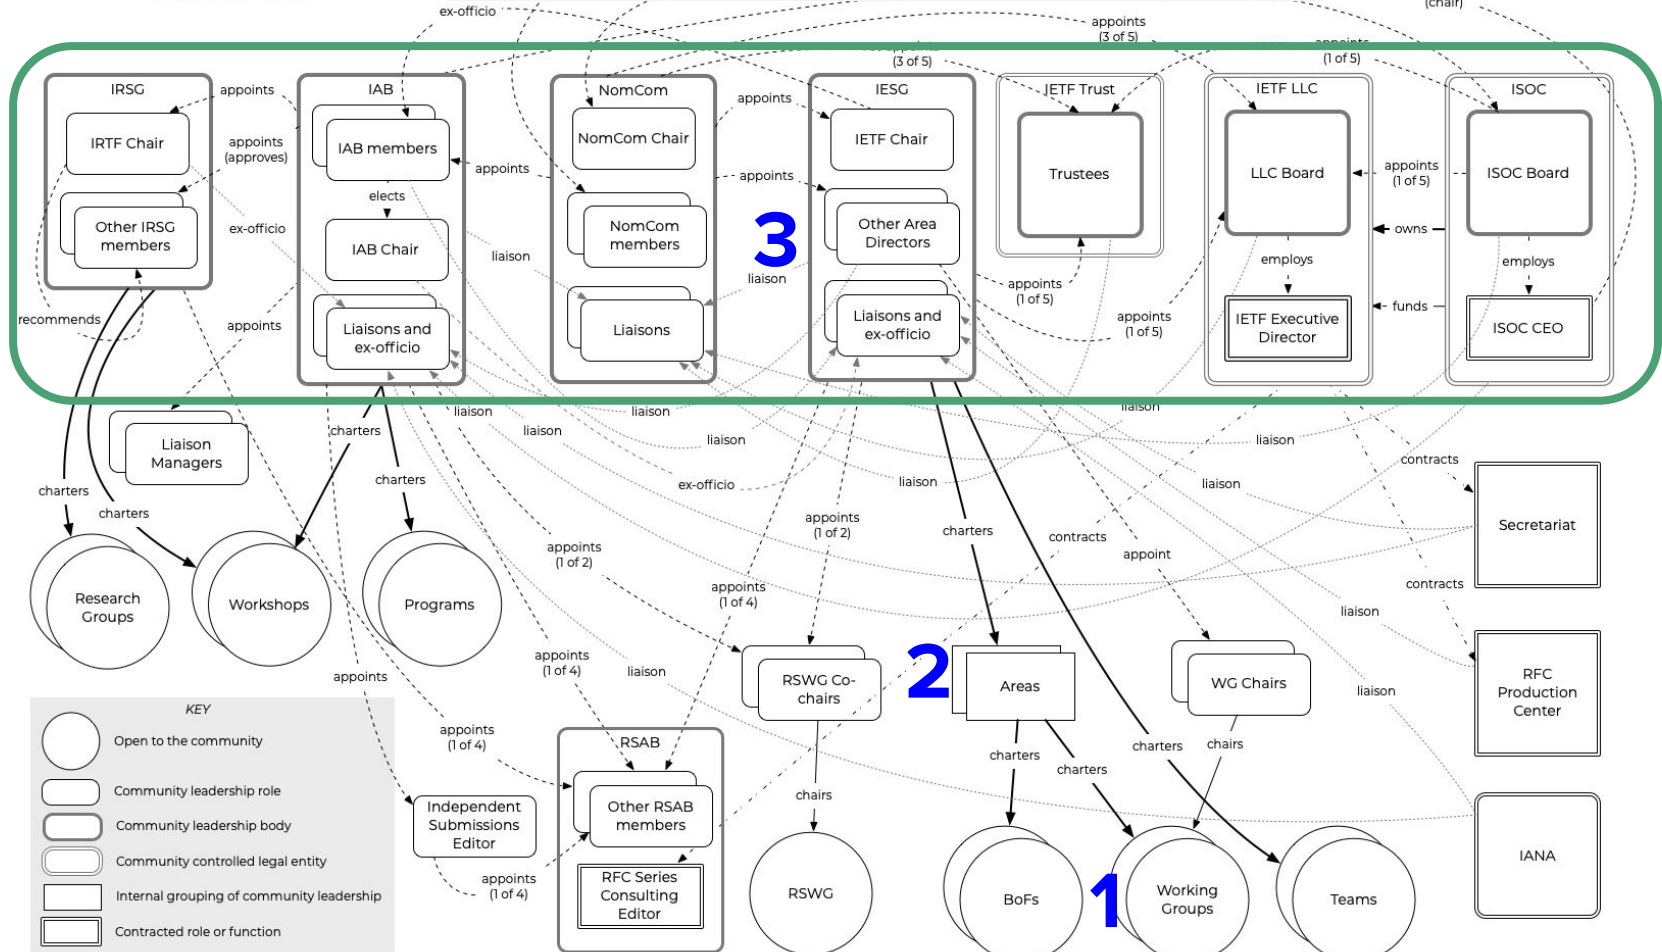 ex-officio
(chair)
appoints
(3 of 5)
appoints
(3 of 5)
appoints
(1 of 5)
IRSG
IAB
NomCom
IESG
IETF Trust
IETF LLC
ISOC
IRTF Chair
appoints
appoints
(approves)
Other IRSG
members
ex-officio
recommends
IAB members
elects
IAB Chair
Liaisons and
ex-officio
appoints
appoints
liaison
NomCom Chair
NomCom
members
Liaisons
appoints
appoints
3
liaison
IETF Chair
Other Area
Directors
Liaisons and
ex-officio
Trustees
appoints
(1 of 5)
appoints
(1 of 5)
LLC Board
employs
IETF Executive
Director
appoints
(1 of 5)
owns
funds
ISOC Board
employs
ISOC CEO
Liaison
Managers
charters
charters
charters
charters
liaison
liaison
liaison
liaison
ex-officio
liaison
liaison
liaison
liaison
contracts
Secretariat
Research
Groups
Workshops
Programs
appoints
(1 of 2)
appoints
(1 of 2)
appoints
(1 of 4)
charters
contracts
appoint
contracts
liaison
appoints
appoints
(1 of 4)
liaison
RSWG Co-
chairs
2
Areas
WG Chairs
liaison
RFC
Production
Center
appoints
(1 of 4)
RSAB
Other RSAB
members
RFC Series
Consulting
Editor
Independent
Submissions
Editor
appoints
(1 of 4)
chairs
charters
charters
charters
chairs
RSWG
BoFs
1
Working
Groups
Teams
IANA
KEY
Open to the community
Community leadership role
Community leadership body
Community controlled legal entity
Internal grouping of community leadership
Contracted role or function